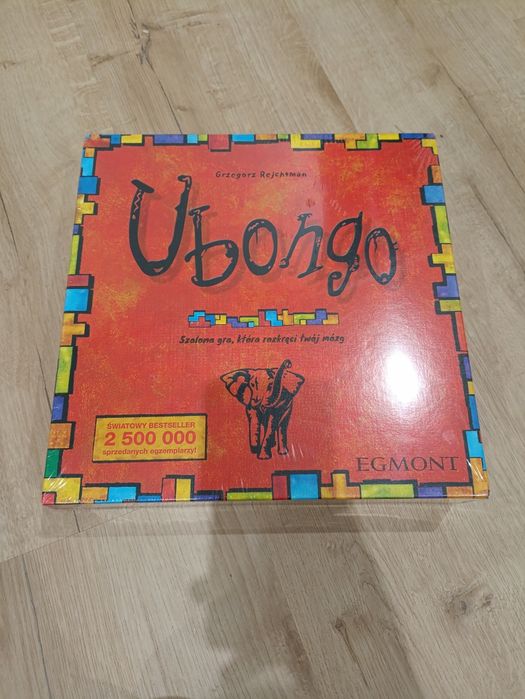 Grzegorz Rejchtman
Ubongo
Szalona gra, która rozkręci twój mózg
ŚWIATOWY BESTSELLER
2 500 000
sprzedanych egzemplarzy!
EGMONT